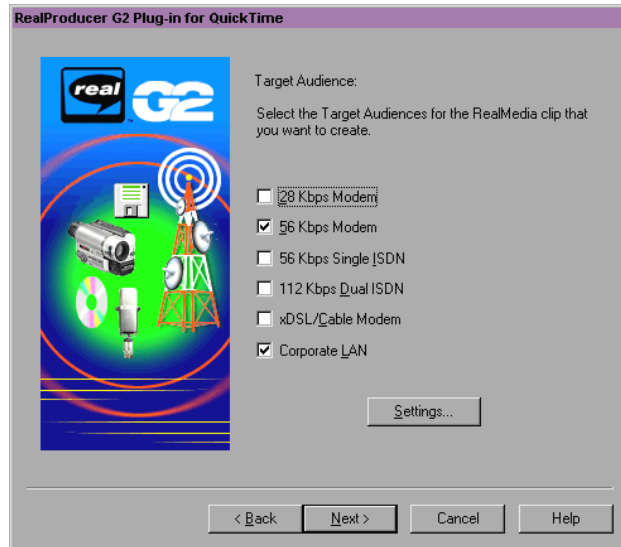 RealProducer G2 Plug-in for QuickTime
real G2
Target Audience:
Select the Target Audiences for the RealMedia clip that
you want to create.
28 Kbps Modem
56 Kbps Modem
56 Kbps Single ISDN
112 Kbps Dual ISDN
xDSL/Cable Modem
Corporate LAN
Settings...
< Back Next > Cancel Help